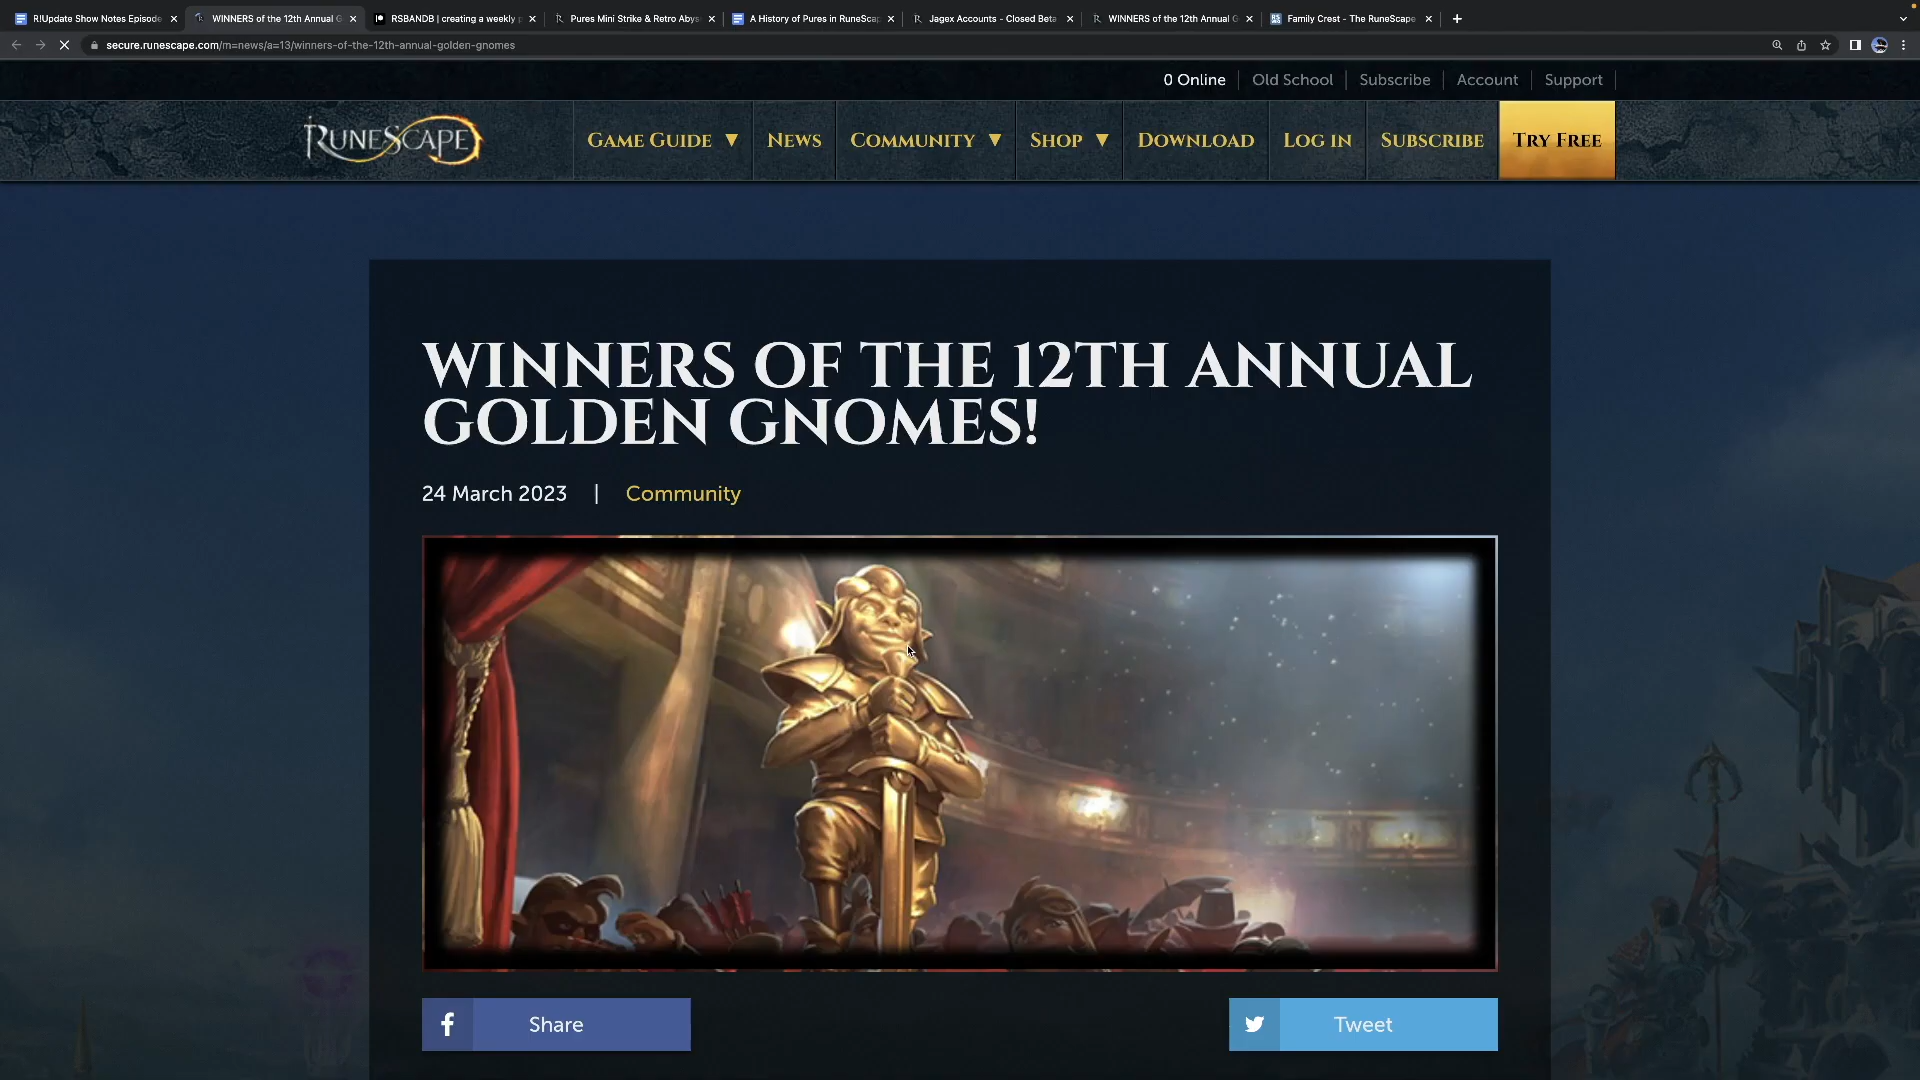 R!Update Show Notes Episode
WINNERS of the 12th Annual G
RSBANDB | creating a weekly p
Pures Mini Strike & Retro Abys
A History of Pures in RuneScap
Jagex Accounts - Closed Beta
WINNERS of the 12th Annual G
Family Crest - The RuneScape
secure.runescape.com/m=news/a=13/winners-of-the-12th-annual-golden-gnomes
0 Online
Old School
Subscribe
Account
Support
RUNESCAPE
GAME GUIDE ▼
NEWS
COMMUNITY ▼
SHOP ▼
DOWNLOAD
LOG IN
SUBSCRIBE
TRY FREE
WINNERS OF THE 12TH ANNUAL
GOLDEN GNOMES!
24 March 2023 | Community
Share
Tweet